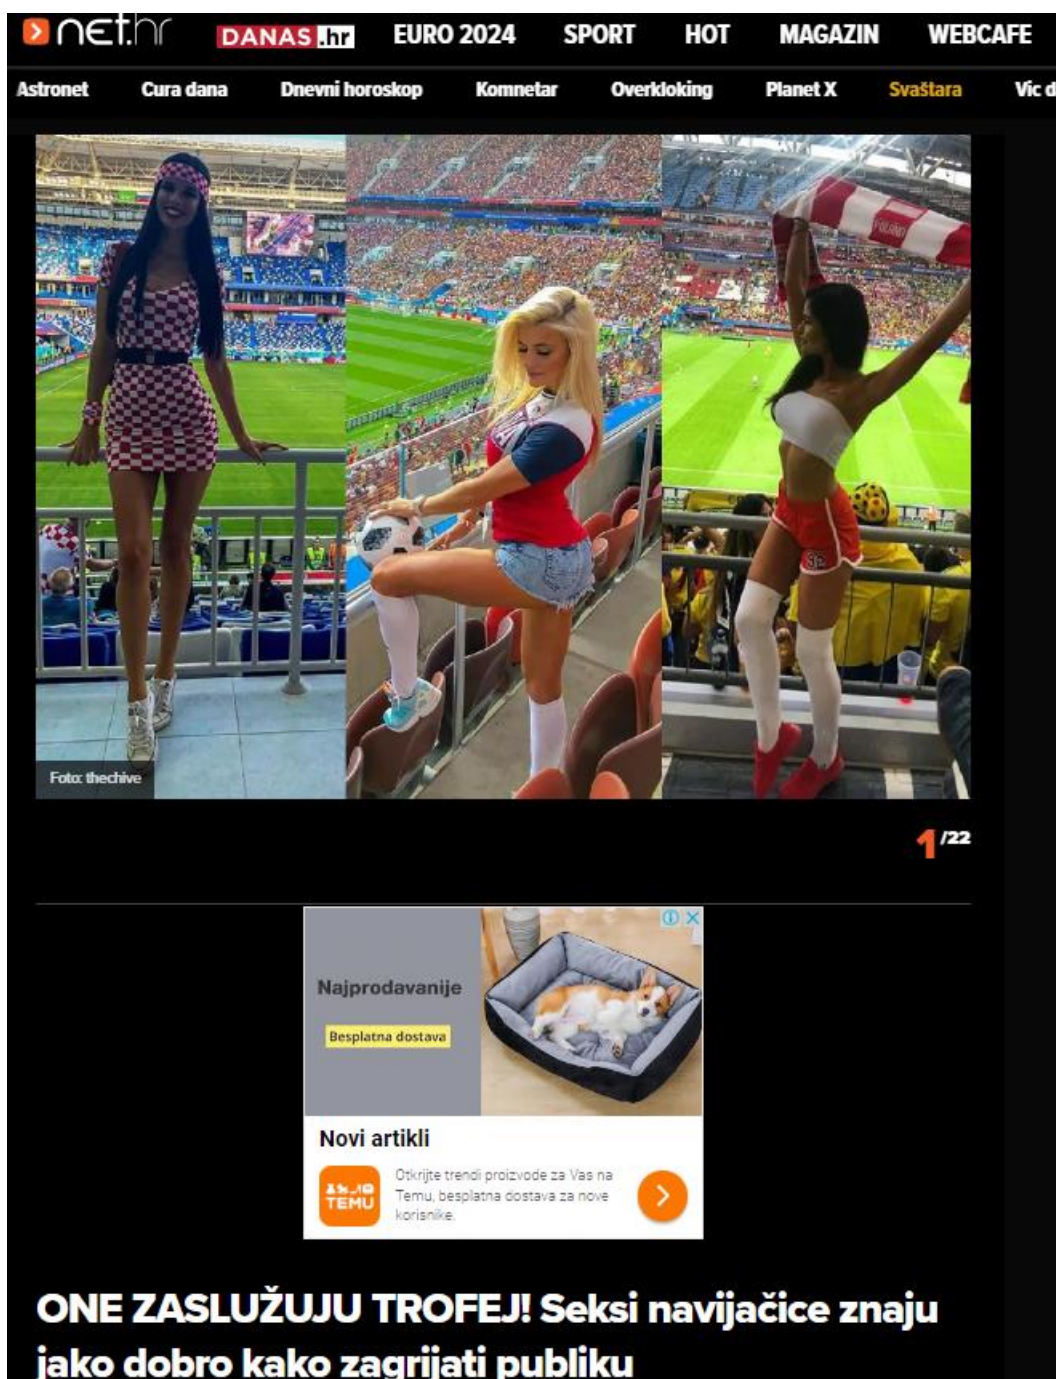 net.hr DANAS.hr EURO 2024 SPORT HOT MAGAZIN WEBCAFE
Astronet Cura dana Dnevni horoskop Komnetar Overkloking Planet X Svaštara Vic d
POLAND
Foto: thechive
1/22
Najprodavanije
Besplatna dostava
Novi artikli
TEMU
Otkrijte trendi proizvode za Vas na
Temu, besplatna dostava za nove
korisnike.
ONE ZASLUŽUJU TROFEJ! Seksi navijačice znaju
jako dobro kako zagrijati publiku